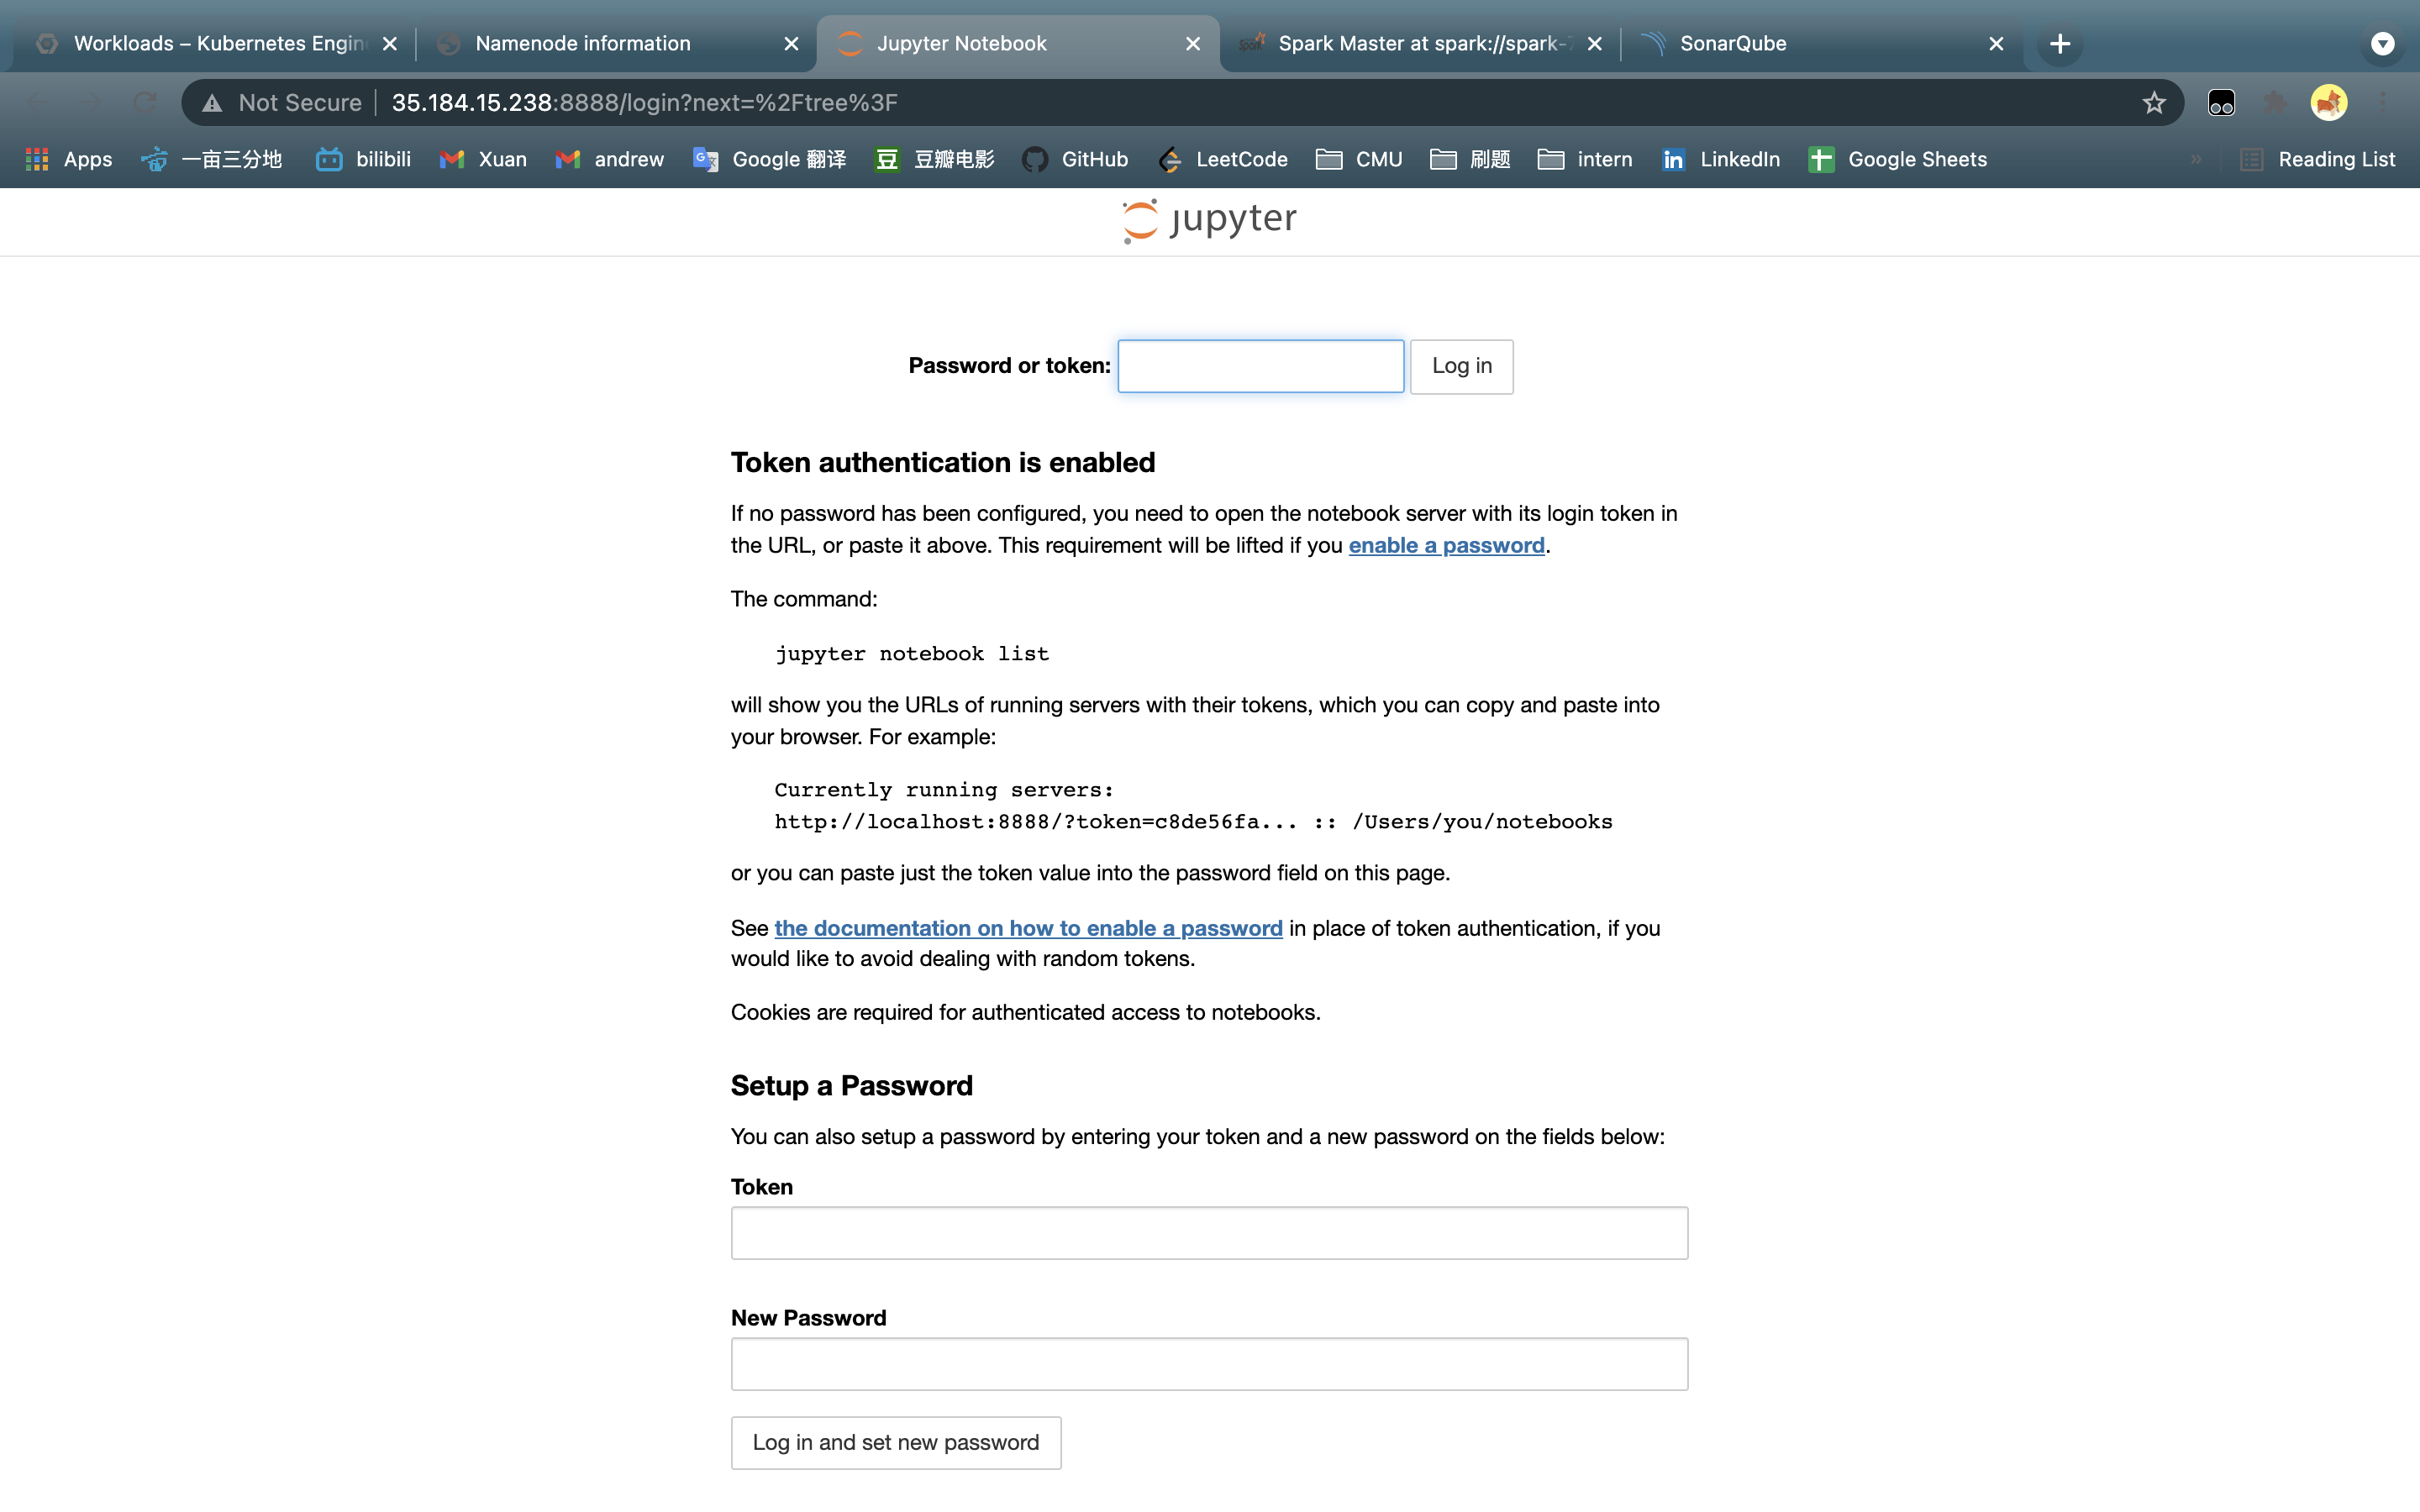 Workloads – Kubernetes Engin
Namenode information
Jupyter Notebook
Spark Master at spark://spark-
SonarQube
Not Secure
35.184.15.238:8888/login?next=%2Ftree%3F
Apps
一亩三分地
bilibili
Xuan
andrew
Google 翻译
豆 豆瓣电影
GitHub
LeetCode
CMU
刷题
intern
in LinkedIn
Google Sheets
»
Reading List
jupyter
Password or token:
Log in
Token authentication is enabled
If no password has been configured, you need to open the notebook server with its login token in
the URL, or paste it above. This requirement will be lifted if you enable a password.
The command:
jupyter notebook list
will show you the URLs of running servers with their tokens, which you can copy and paste into
your browser. For example:
Currently running servers:
http://localhost:8888/?token=c8de56fa... :: /Users/you/notebooks
or you can paste just the token value into the password field on this page.
See the documentation on how to enable a password in place of token authentication, if you
would like to avoid dealing with random tokens.
Cookies are required for authenticated access to notebooks.
Setup a Password
You can also setup a password by entering your token and a new password on the fields below:
Token
New Password
Log in and set new password